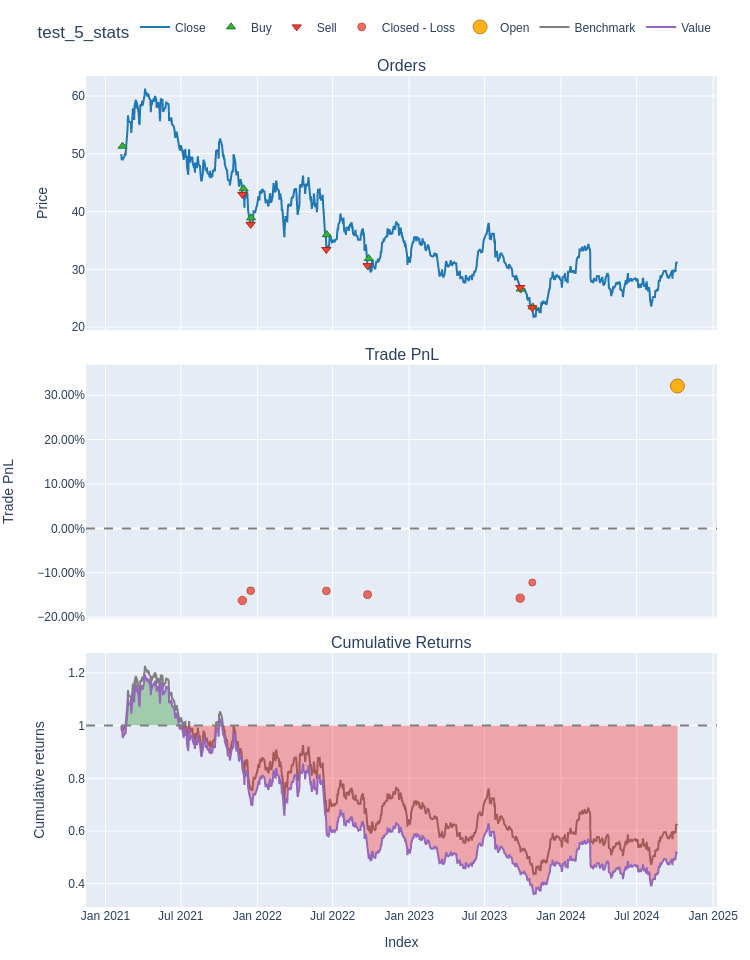 test_5_stats
Close
Buy
Sell
Closed - Loss
Open
Benchmark
Value
Orders
Price
60
50
40
30
20
Trade PnL
Trade PnL
30.00%
20.00%
10.00%
0.00%
−10.00%
−20.00%
Cumulative Returns
Cumulative returns
1.2
1
0.8
0.6
0.4
Jan 2021
Jul 2021
Jan 2022
Jul 2022
Jan 2023
Jul 2023
Jan 2024
Jul 2024
Jan 2025
Index